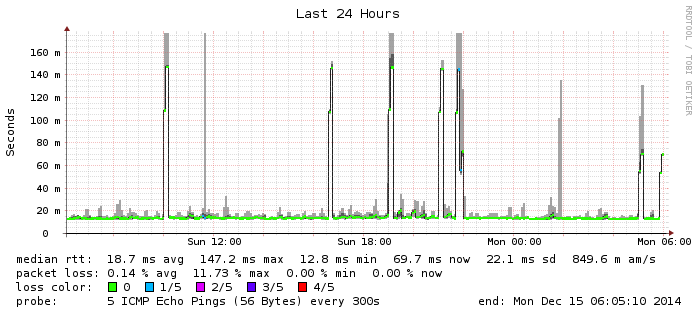 Last 24 Hours
RRDTOOL / TOBI OETIKER
Seconds
160 m
140 m
120 m
100 m
80 m
60 m
40 m
20 m
0
Sun 12:00 Sun 18:00 Mon 00:00 Mon 06:00
median rtt: 18.7 ms avg 147.2 ms max 12.8 ms min 69.7 ms now 22.1 ms sd 849.6 m am/s
packet loss: 0.14 % avg 11.73 % max 0.00 % min 0.00 % now
loss color: 0 1/5 2/5 3/5 4/5
probe: 5 ICMP Echo Pings (56 Bytes) every 300s end: Mon Dec 15 06:05:10 2014